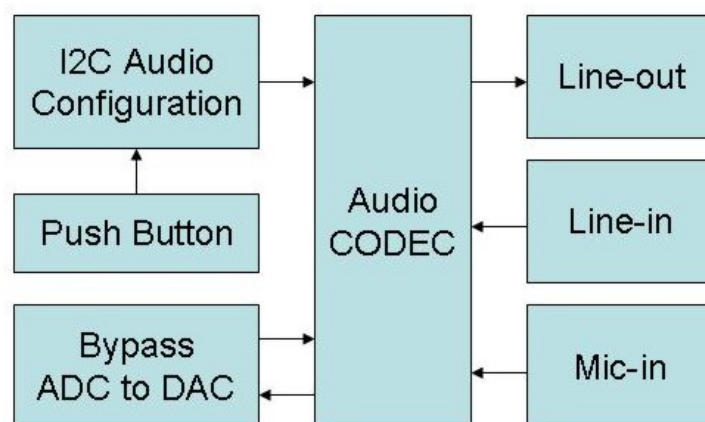 I2C Audio
Configuration
Push Button
Bypass
ADC to DAC
Audio
CODEC
Line-out
Line-in
Mic-in